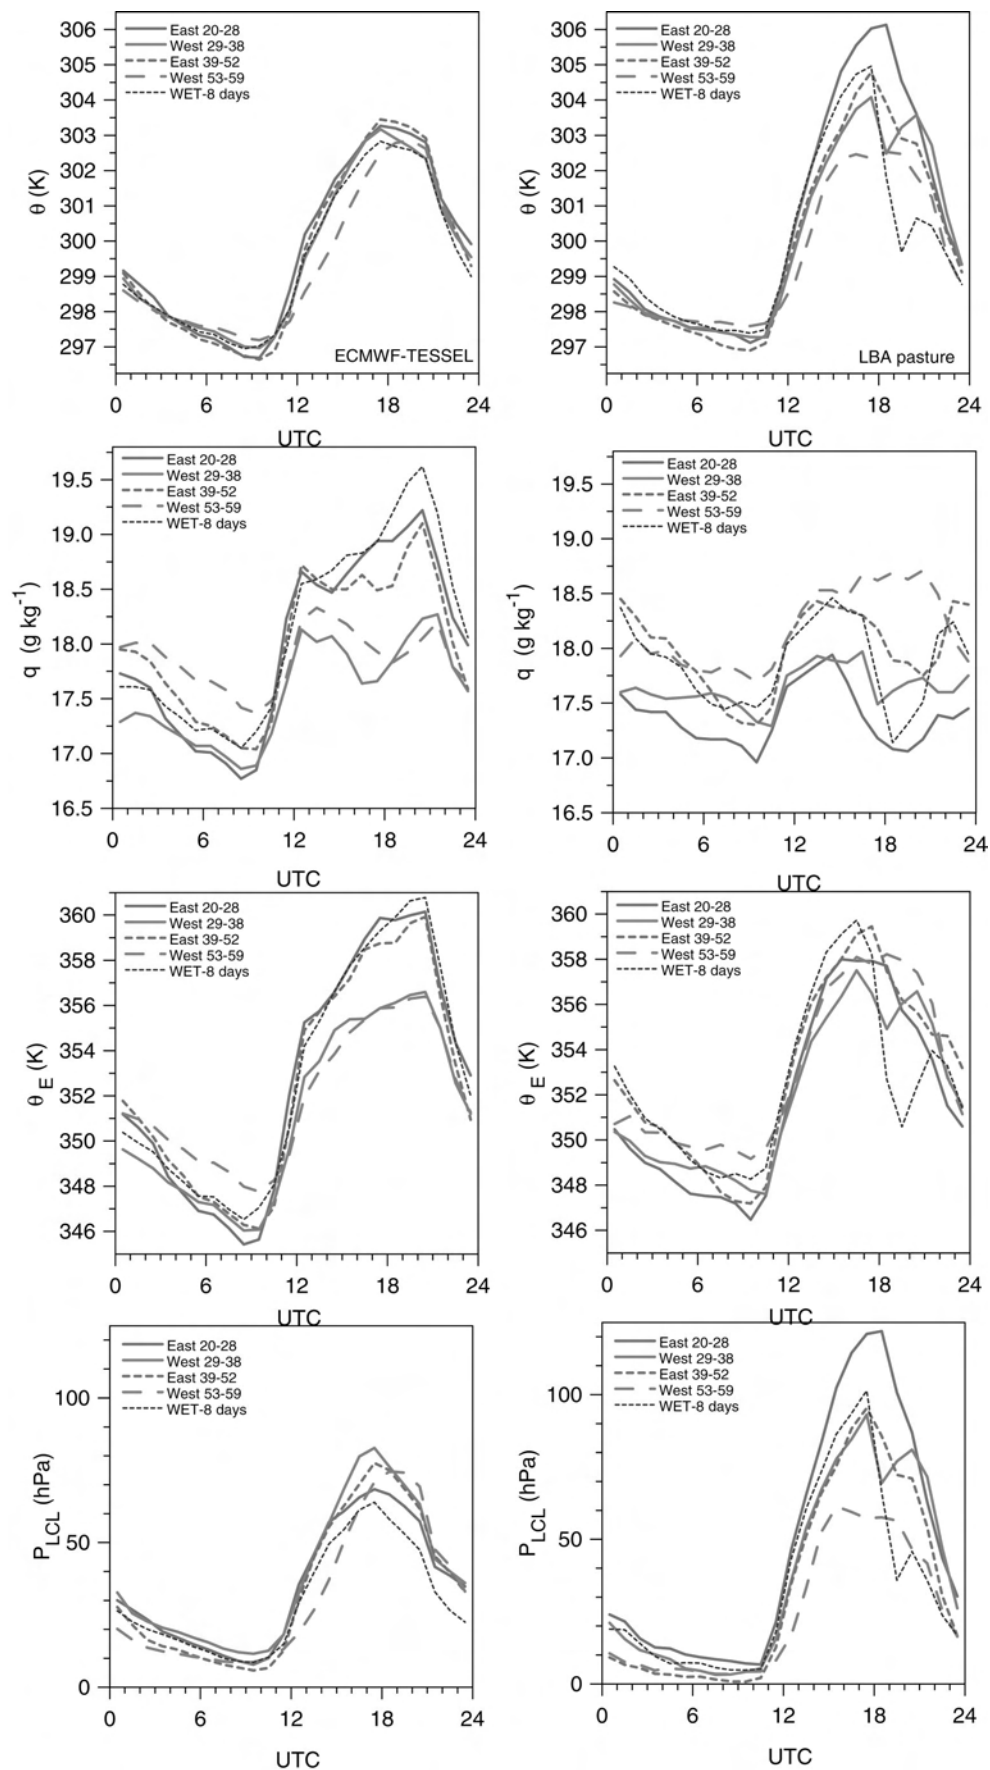 306
305
304
303
302
301
300
299
298
297
θ (K)
East 20-28
West 29-38
East 39-52
West 53-59
WET-8 days
ECMWF-TESSEL
0 6 12 18 24
UTC
306
305
304
303
302
301
300
299
298
297
θ (K)
East 20-28
West 29-38
East 39-52
West 53-59
WET-8 days
LBA pasture
0 6 12 18 24
UTC
19.5
19.0
18.5
18.0
17.5
17.0
16.5
q (g kg⁻¹)
East 20-28
West 29-38
East 39-52
West 53-59
WET-8 days
0 6 12 18 24
UTC
19.5
19.0
18.5
18.0
17.5
17.0
16.5
q (g kg⁻¹)
East 20-28
West 29-38
East 39-52
West 53-59
WET-8 days
0 6 12 18 24
UTC
360
358
356
354
352
350
348
346
θ E (K)
East 20-28
West 29-38
East 39-52
West 53-59
WET-8 days
0 6 12 18 24
UTC
360
358
356
354
352
350
348
346
θ E (K)
East 20-28
West 29-38
East 39-52
West 53-59
WET-8 days
0 6 12 18 24
UTC
100
50
0
P LCL (hPa)
East 20-28
West 29-38
East 39-52
West 53-59
WET-8 days
0 6 12 18 24
UTC
100
50
0
P LCL (hPa)
East 20-28
West 29-38
East 39-52
West 53-59
WET-8 days
0 6 12 18 24
UTC